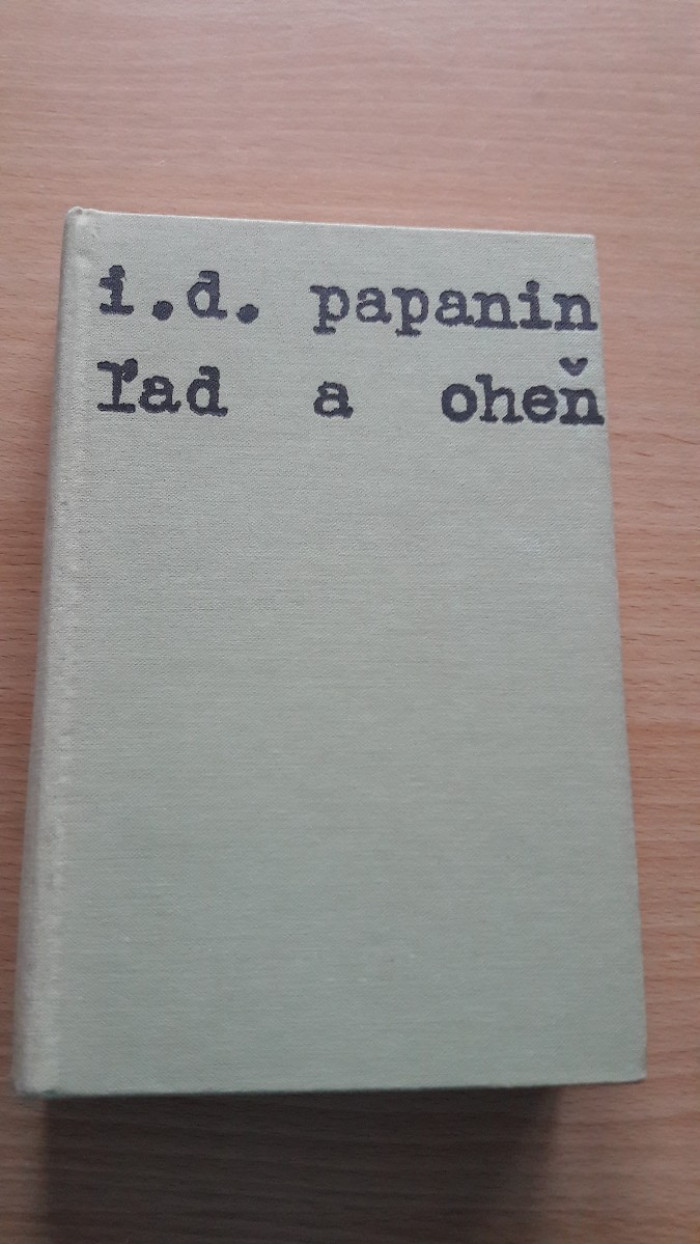 i.d. papanin
ľad a oheň